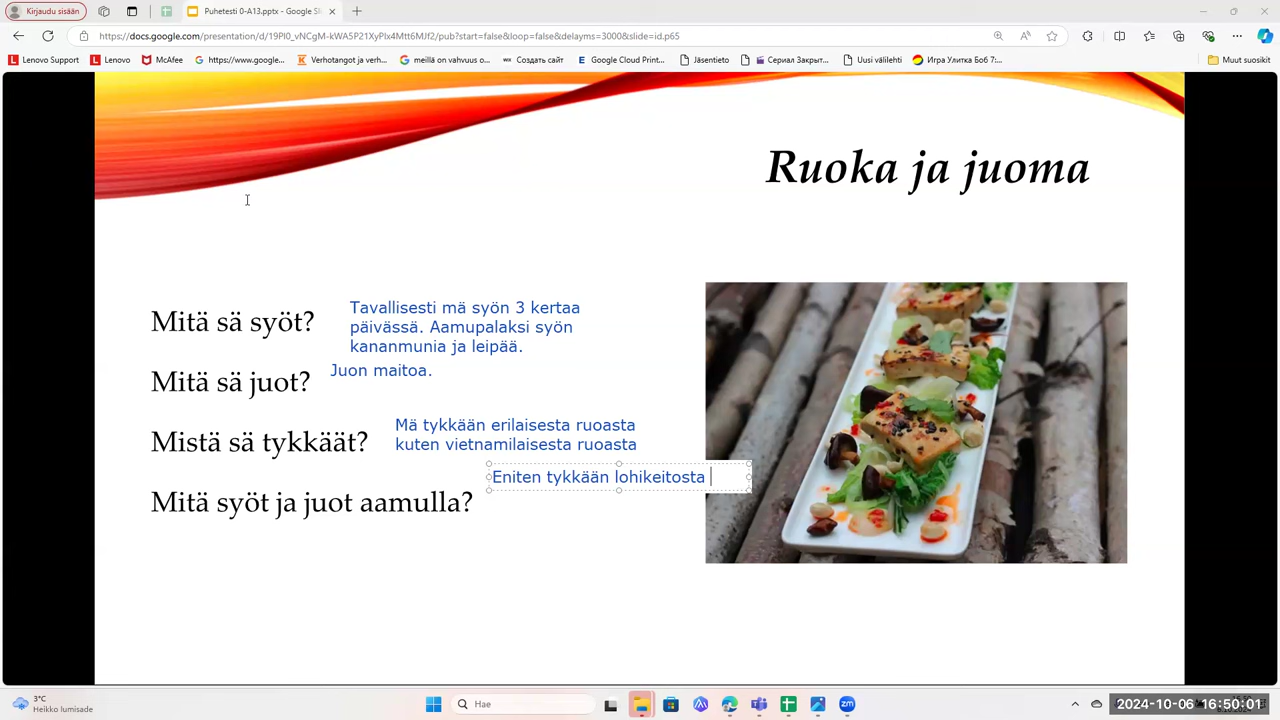 Kirjaudu sisään
Puhetesti 0-A13.pptx - Google Sl
https://docs.google.com/presentation/d/19Pl0_vNCgM-kWA5P21XyPlx4Mtt6MJf2/pub?start=false&loop=false&delayms=3000&slide=id.p65
Lenovo Support
Lenovo
McAfee
https://www.google...
Verhotangot ja verh...
meillä on vahvuus o...
Создать сайт
Google Cloud Print...
Jäsentieto
Сериал Закрыт...
Uusi välilehti
Игра Улитка Боб 7:...
Muut suosikit
Ruoka ja juoma
Mitä sä syöt?
Tavallisesti mä syön 3 kertaa
päivässä. Aamupalaksi syön
kananmunia ja leipää.
Mitä sä juot?
Juon maitoa.
Mistä sä tykkäät?
Mä tykkään erilaisesta ruoasta
kuten vietnamilaisesta ruoasta
Eniten tykkään lohikeitosta
Mitä syöt ja juot aamulla?
3°C
Heikko lumisade
Hae
2024-10-06 16:50:01